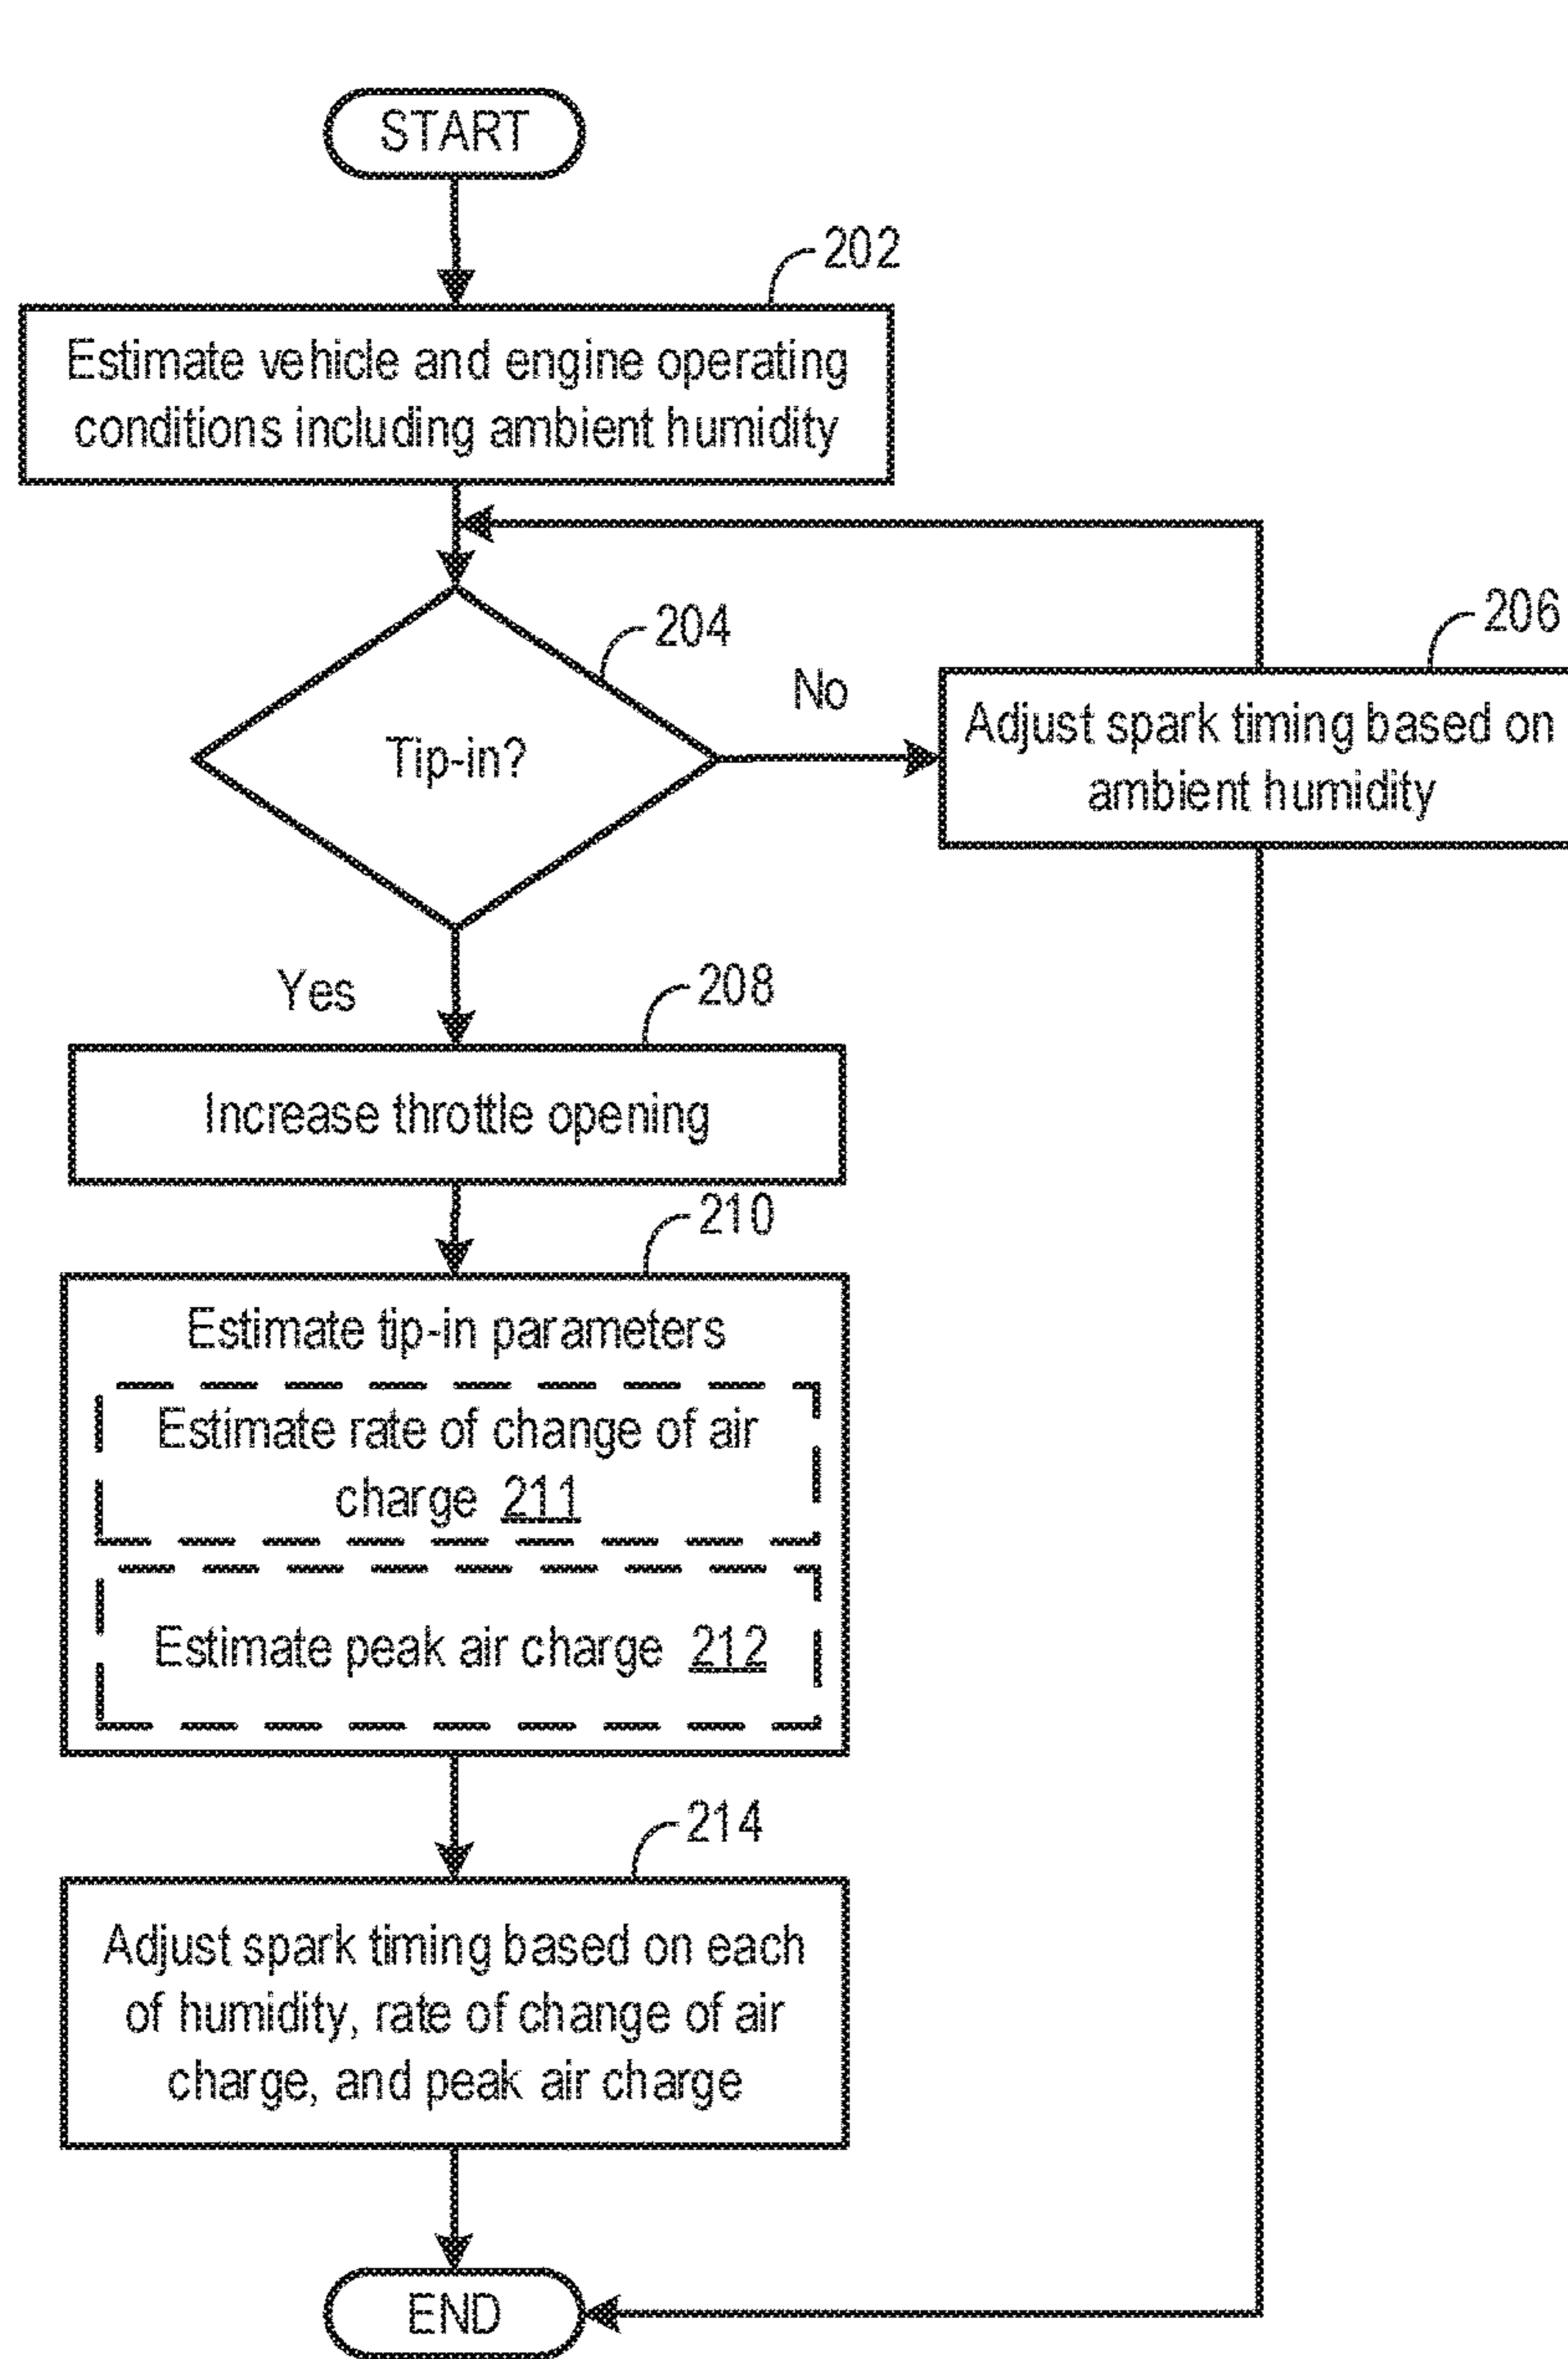 START
202
Estimate vehicle and engine operating
conditions including ambient humidity
204
Tip-in?
No
206
Adjust spark timing based on
ambient humidity
Yes
208
Increase throttle opening
210
Estimate tip-in parameters
Estimate rate of change of air
charge 211
Estimate peak air charge 212
214
Adjust spark timing based on each
of humidity, rate of change of air
charge, and peak air charge
END